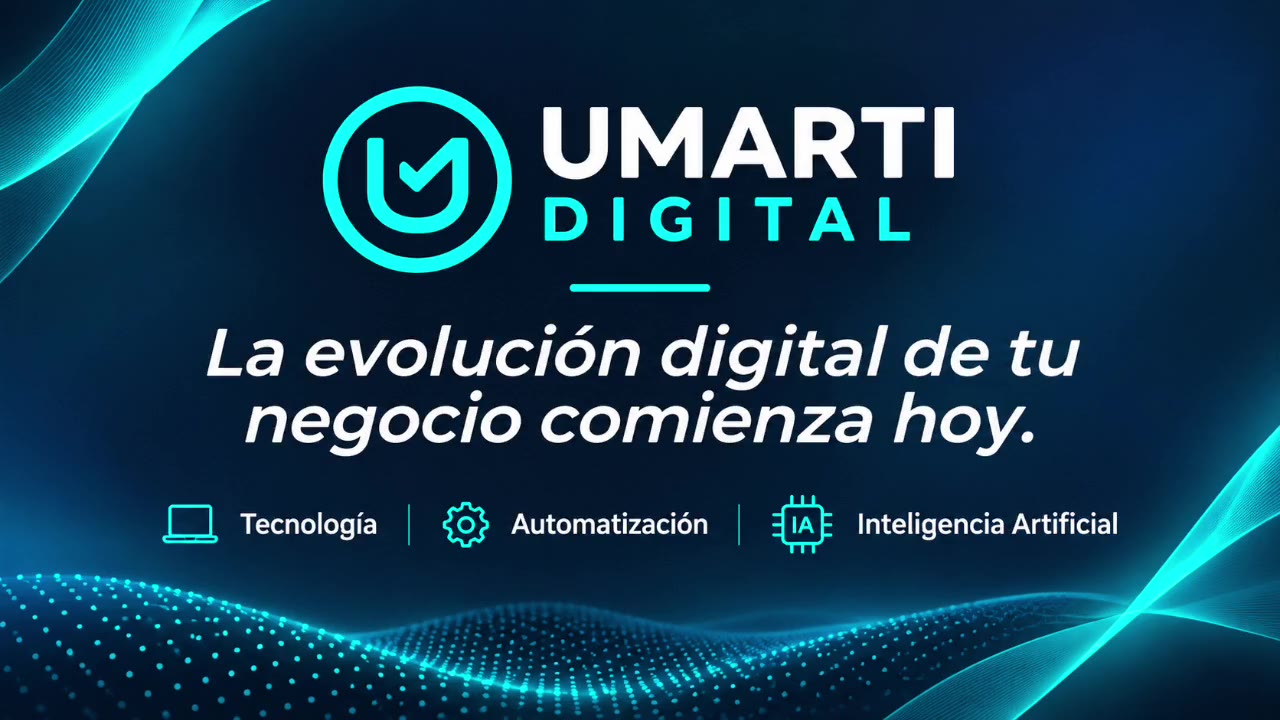 UMARTI
DIGITAL
La evolución digital de tu
negocio comienza hoy.
Tecnología
Automatización
IA
Inteligencia Artificial